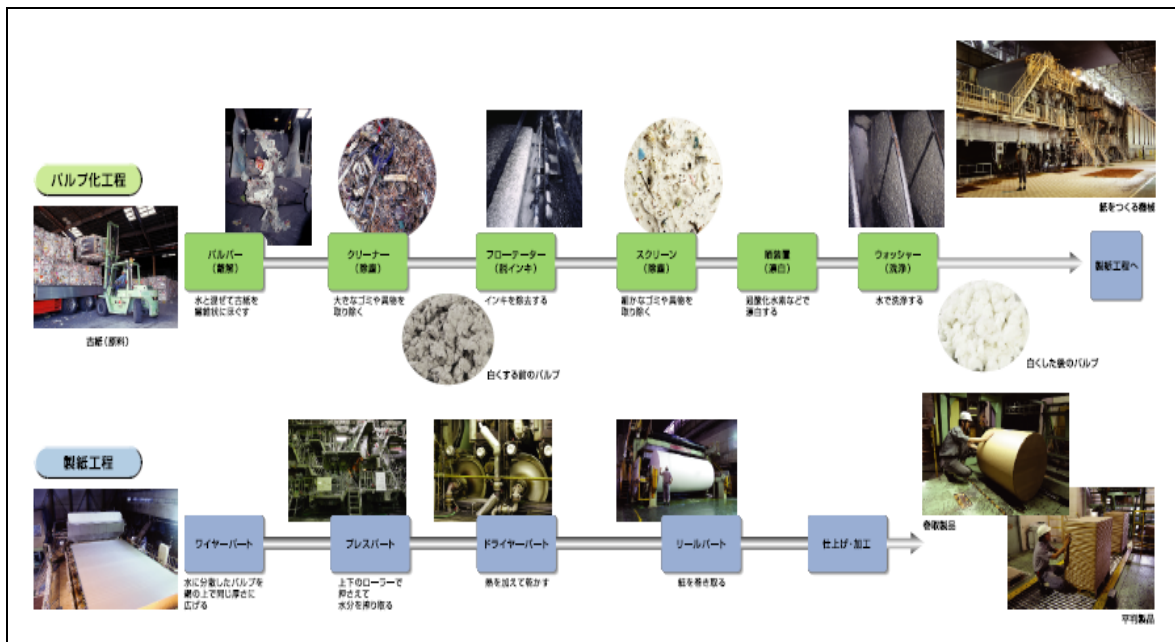 パルプ化工程
紙をつくる機械
パルパー
(離解)
クリーナー
(除塵)
フローテーター
(脱インキ)
スクリーン
(除塵)
晒装置
(漂白)
ウォッシャー
(洗浄)
製紙工程へ
水と混ぜて古紙を
繊維状にほぐす
大きなゴミや異物を
取り除く
インキを除去する
細かなゴミや異物を
取り除く
過酸化水素などで
漂白する
水で洗浄する
古紙(原料)
白くする前のパルプ
白くした後のパルプ
製紙工程
ワイヤーパート
プレスパート
ドライヤーパート
リールパート
仕上げ・加工
巻取製品
水に分散したパルプを
網の上で同じ厚さに
広げる
上下のローラーで
押さえて
水分を搾り取る
熱を加えて乾かす
紙を巻き取る
平判製品